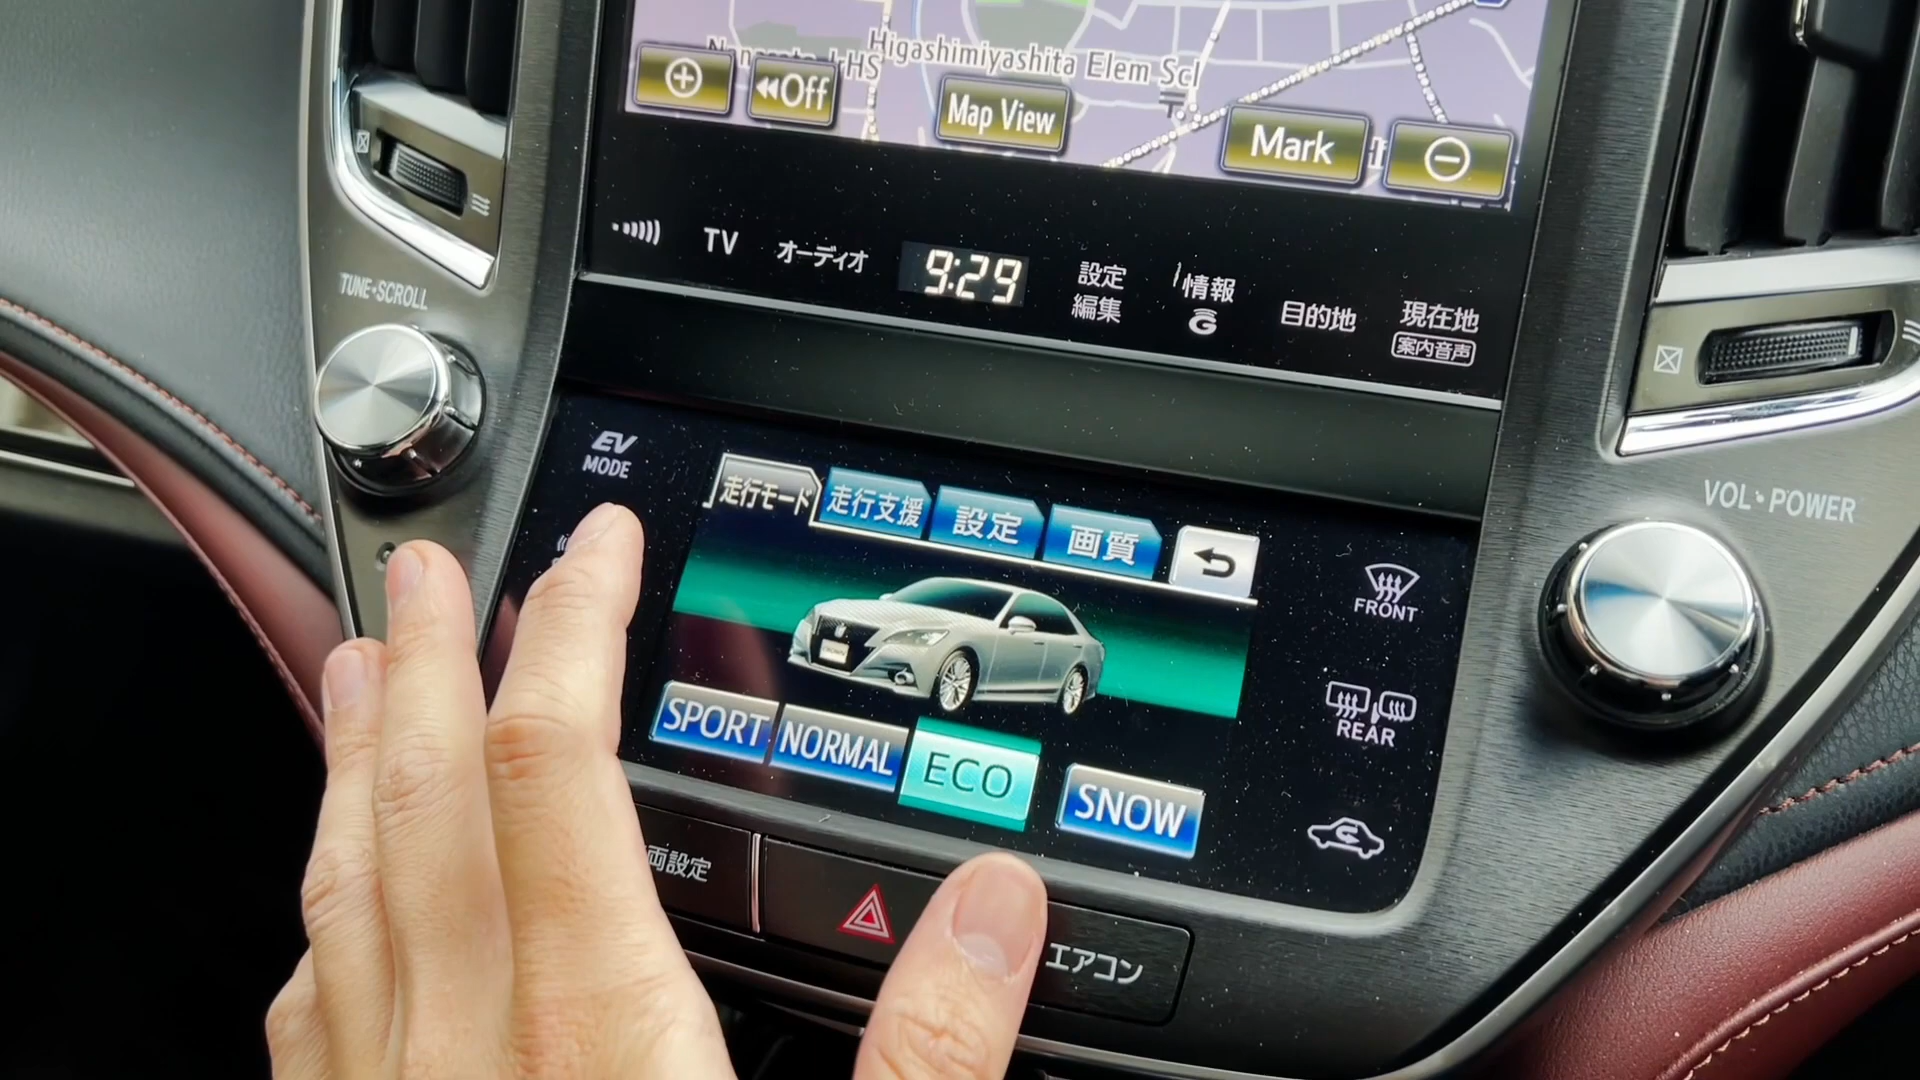 Higashimiyashita Elem Scl
Off
Map View
Mark
TV
オーディオ
9:29
設定
編集
情報
G
目的地
現在地
案内音声
TUNE・SCROLL
VOL・POWER
EV
MODE
走行モード
走行支援
設定
画質
SPORT
NORMAL
ECO
SNOW
FRONT
REAR
両設定
エアコン